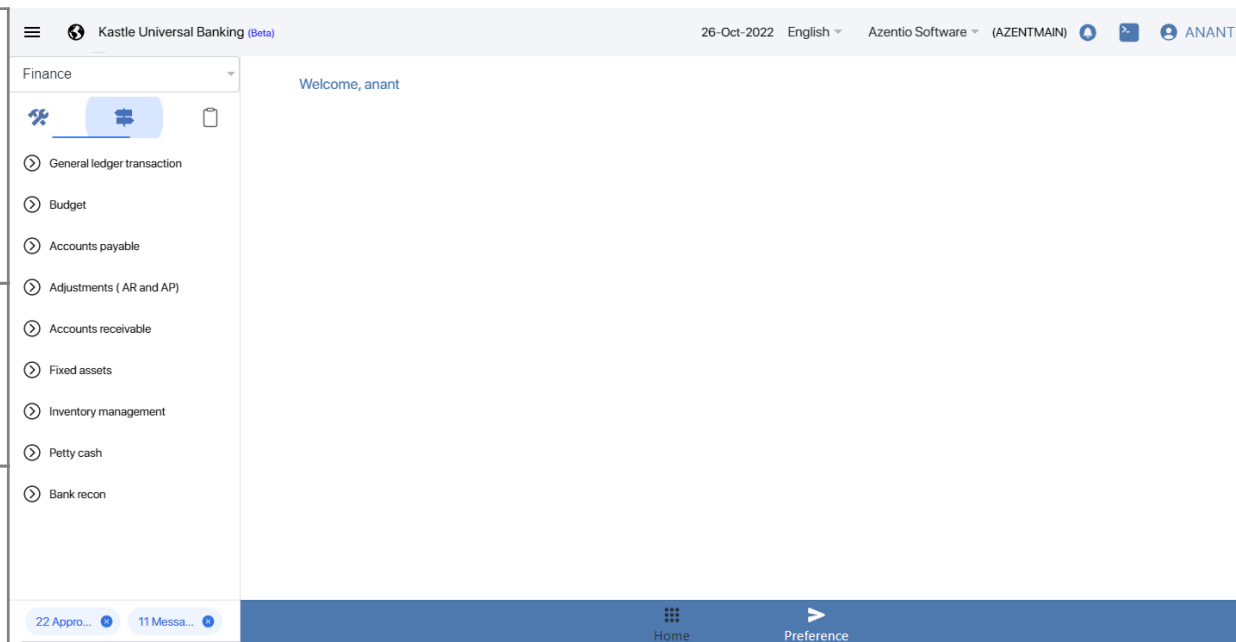 Kastle Universal Banking (Beta)
26-Oct-2022 English Azentio Software (AZENTMAIN) ANANT
Finance
Welcome, anant
General ledger transaction
Budget
Accounts payable
Adjustments ( AR and AP)
Accounts receivable
Fixed assets
Inventory management
Petty cash
Bank recon
22 Appro... 11 Messa...
Home Preference